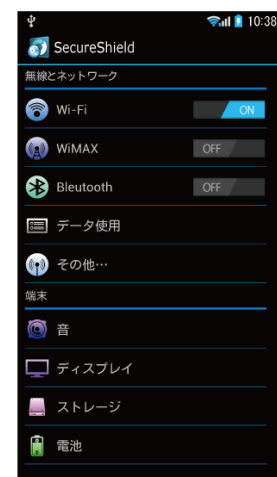 10:38
SecureShield
無線とネットワーク
Wi-Fi ON
WiMAX OFF
Bleutooth OFF
データ使用
その他…
端末
音
ディスプレイ
ストレージ
電池